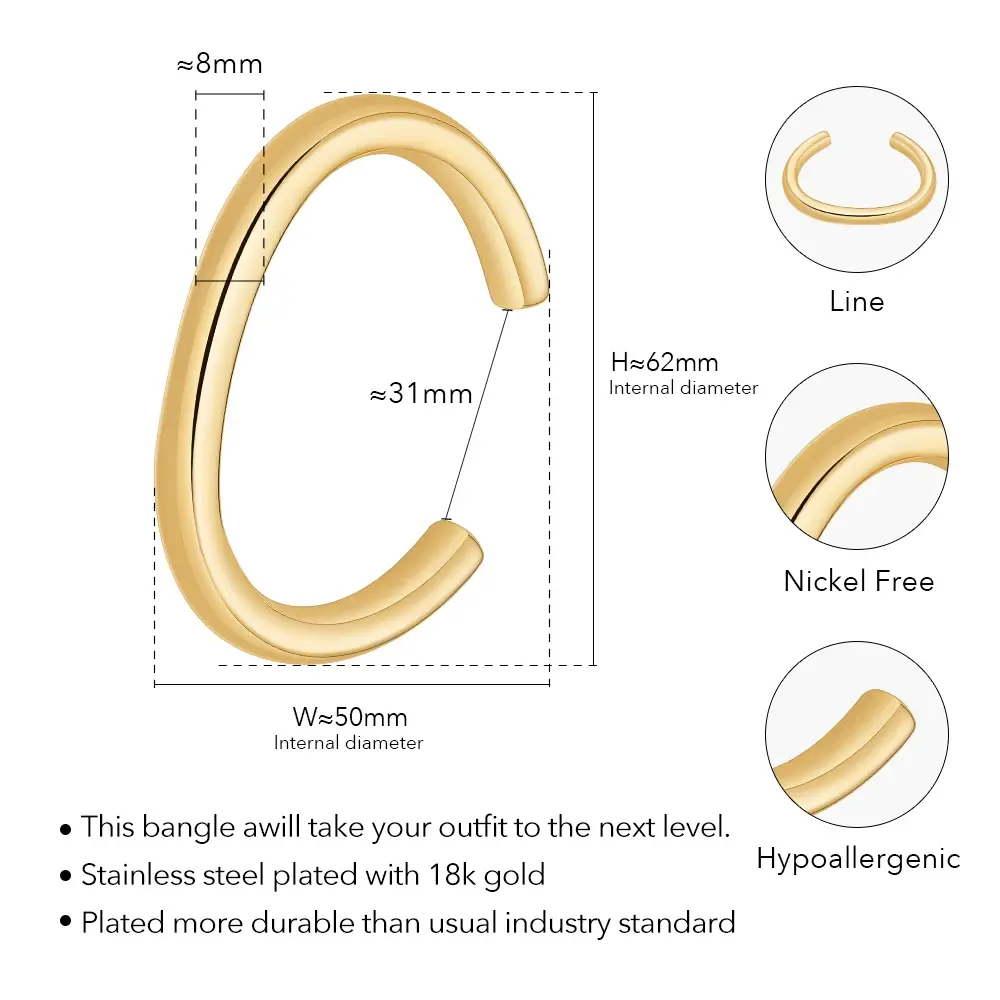 ≈8mm
≈31mm
H≈62mm
Internal diameter
W≈50mm
Internal diameter
Line
Nickel Free
Hypoallergenic
• This bangle awill take your outfit to the next level.
• Stainless steel plated with 18k gold
• Plated more durable than usual industry standard